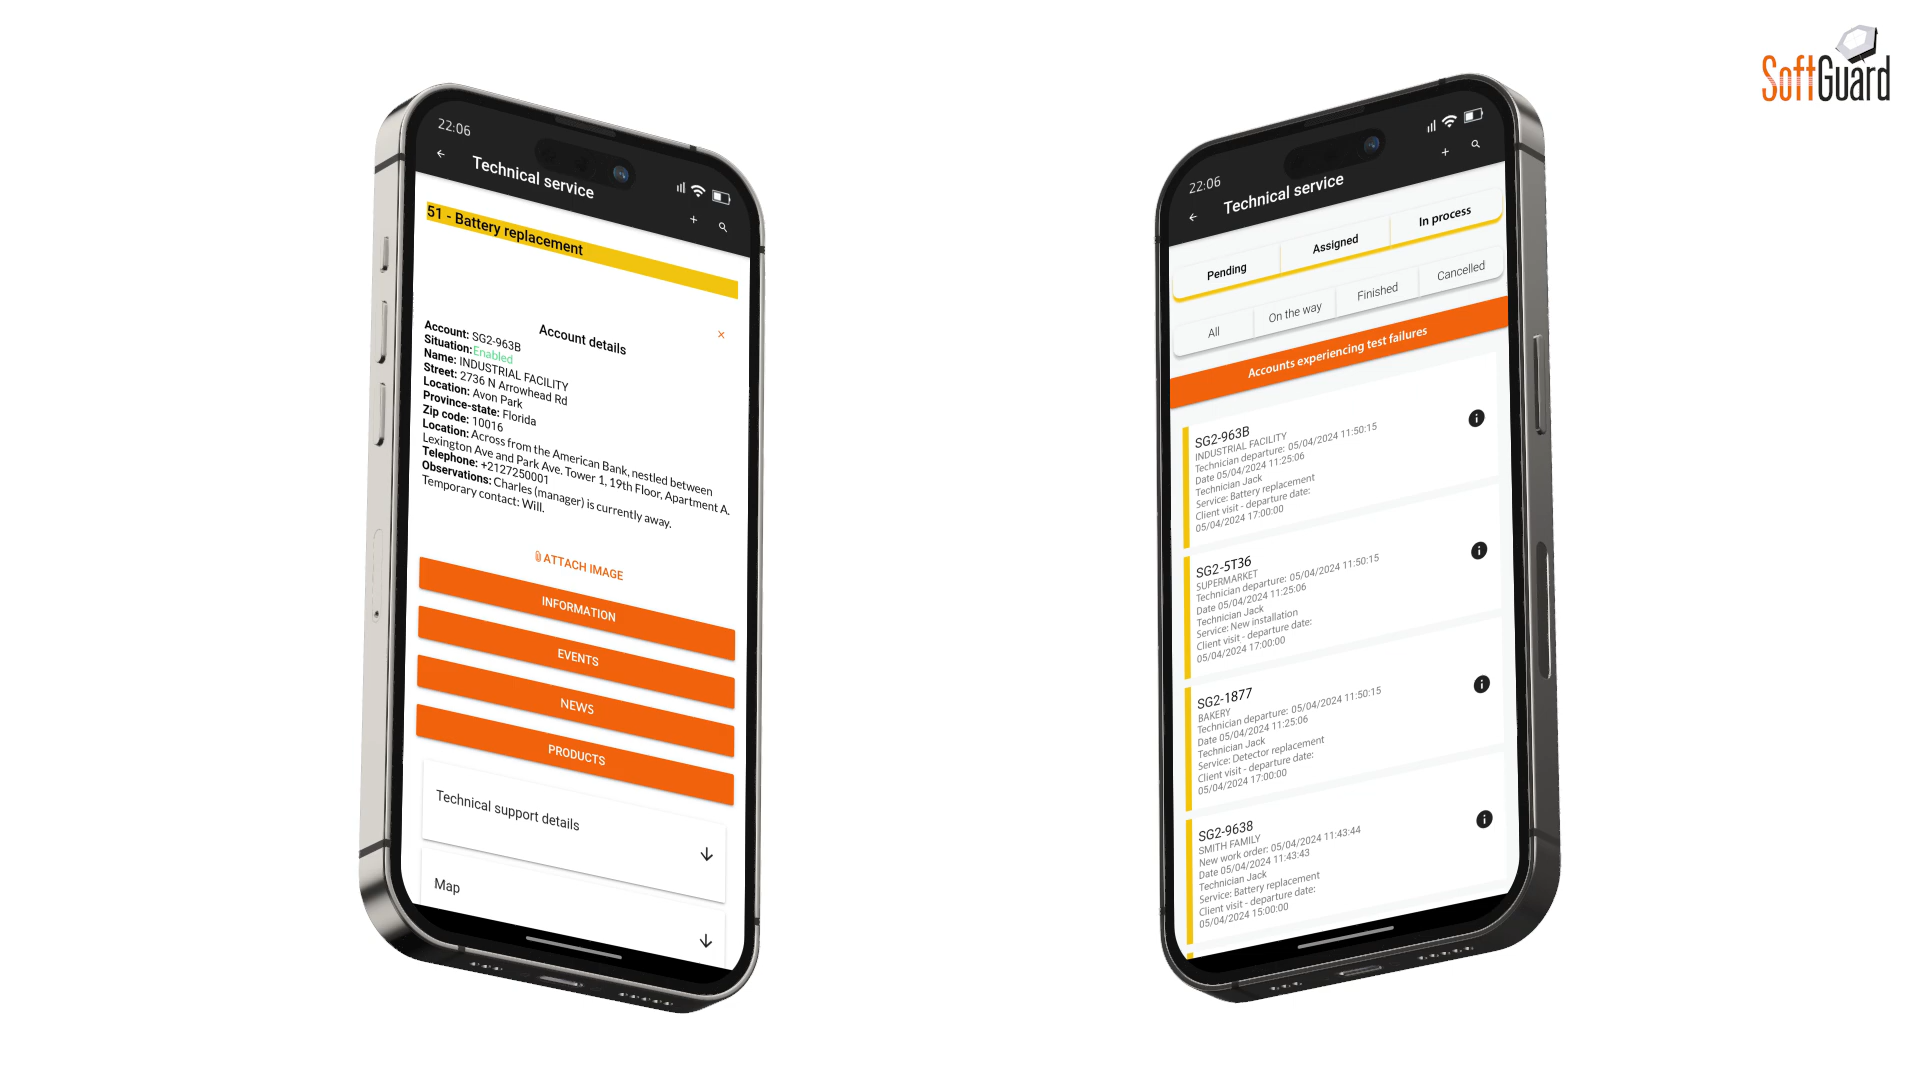 SoftGuard
22:06
Technical service
51 - Battery replacement
Account details
Account: SG2-963B
Situation:Enabled
Name: INDUSTRIAL FACILITY
Street: 2736 N Arrowhead Rd
Location: Avon Park
Province-state: Florida
Zip code: 10016
Location: Across from the American Bank, nestled between
Lexington Ave and Park Ave. Tower 1, 19th Floor, Apartment A.
Telephone: +2127250001
Observations: Charles (manager) is currently away.
Temporary contact: Will.
ATTACH IMAGE
INFORMATION
EVENTS
NEWS
PRODUCTS
Technical support details
Map
22:06
Technical service
Pending
Assigned
In process
All
On the way
Finished
Cancelled
Accounts experiencing test failures
SG2-963B
INDUSTRIAL FACILITY
Technician departure: 05/04/2024 11:50:15
Date 05/04/2024 11:25:06
Technician Jack
Service: Battery replacement
Client visit - departure date:
05/04/2024 17:00:00
SG2-5T36
SUPERMARKET
Technician departure: 05/04/2024 11:50:15
Date 05/04/2024 11:25:06
Technician Jack
Service: New installation
Client visit - departure date:
05/04/2024 17:00:00
SG2-1877
BAKERY
Technician departure: 05/04/2024 11:50:15
Date 05/04/2024 11:25:06
Technician Jack
Service: Detector replacement
Client visit - departure date:
05/04/2024 17:00:00
SG2-9638
SMITH FAMILY
New work order: 05/04/2024 11:43:44
Date 05/04/2024 11:43:43
Technician Jack
Service: Battery replacement
Client visit - departure date:
05/04/2024 15:00:00